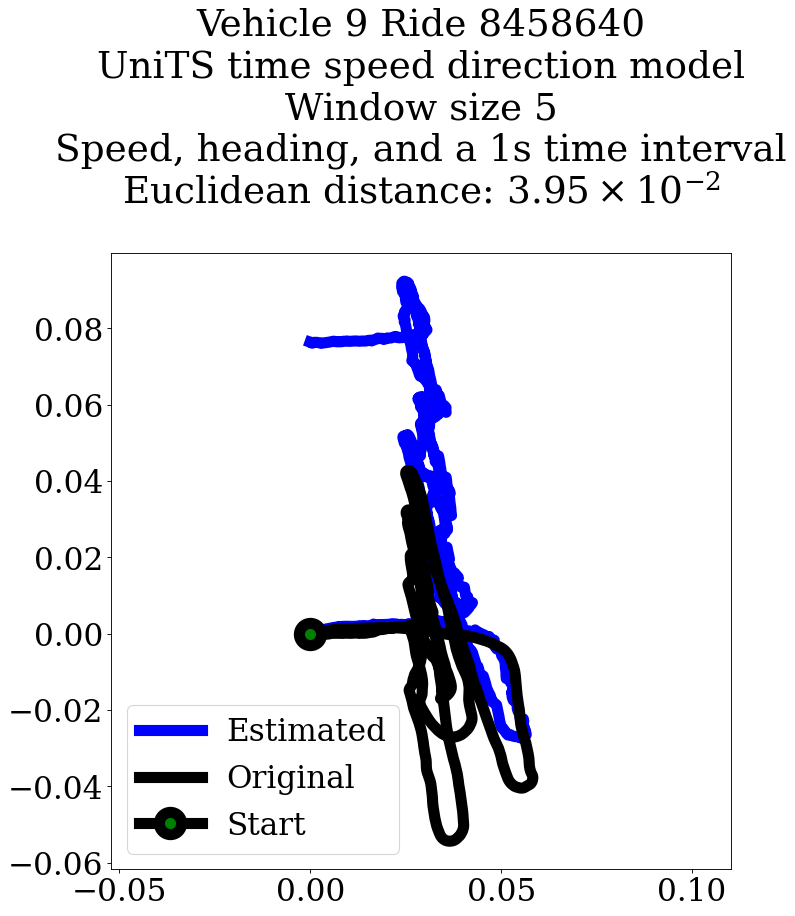 Vehicle 9 Ride 8458640
UniTS time speed direction model
Window size 5
Speed, heading, and a 1s time interval
Euclidean distance: 3.95 × 10⁻²
0.08
0.06
0.04
0.02
0.00
−0.02
−0.04
−0.06
Estimated
Original
Start
−0.05 0.00 0.05 0.10